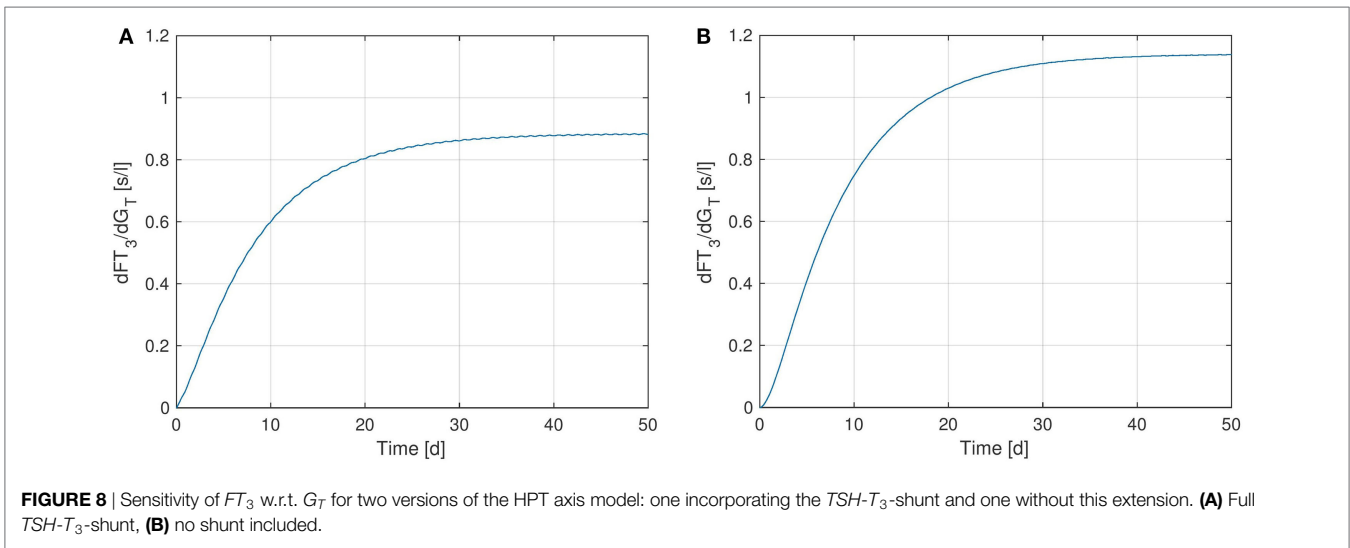 A
1.2
1
0.8
0.6
0.4
0.2
0
dFT3/dGT [s/l]
0 10 20 30 40 50
Time [d]
B
1.2
1
0.8
0.6
0.4
0.2
0
dFT3/dGT [s/l]
0 10 20 30 40 50
Time [d]
FIGURE 8 | Sensitivity of FT3 w.r.t. GT for two versions of the HPT axis model: one incorporating the TSH-T3-shunt and one without this extension. (A) Full
TSH-T3-shunt, (B) no shunt included.